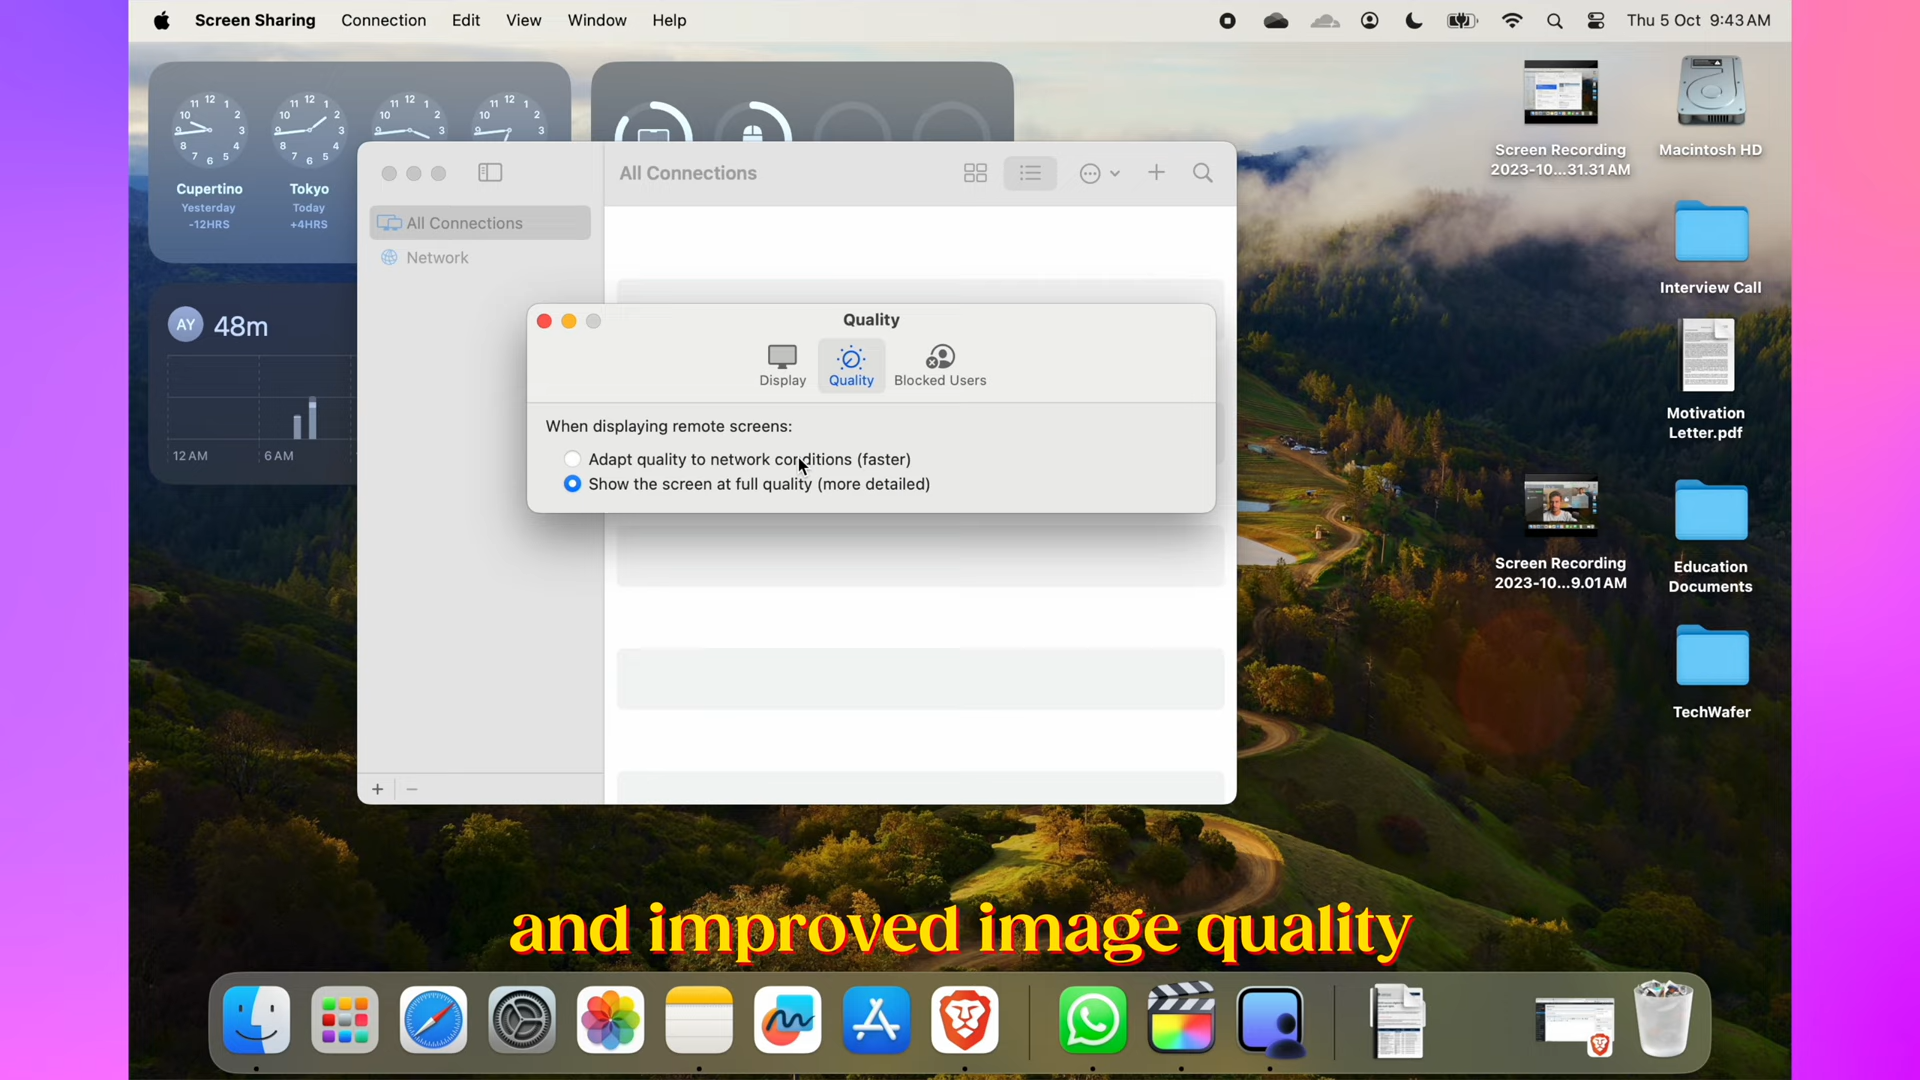 Screen Sharing Connection Edit View Window Help
Thu 5 Oct 9:43 AM
Cupertino
Yesterday
-12HRS
Tokyo
Today
+4HRS
AY 48m
12 AM 6 AM
All Connections
All Connections
Network
Quality
Display Quality Blocked Users
When displaying remote screens:
Adapt quality to network conditions (faster)
Show the screen at full quality (more detailed)
Screen Recording
2023-10...31.31 AM
Macintosh HD
Interview Call
Motivation
Letter.pdf
Screen Recording
2023-10...9.01 AM
Education
Documents
TechWafer
and improved image quality